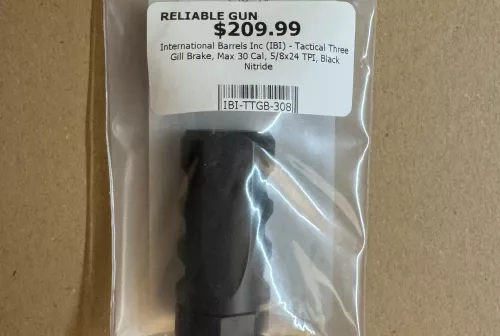 RELIABLE GUN
$209.99
International Barrels Inc (IBI) - Tactical Three
Gill Brake, Max 30 Cal, 5/8x24 TPI, Black
Nitride
IBI-TTGB-308